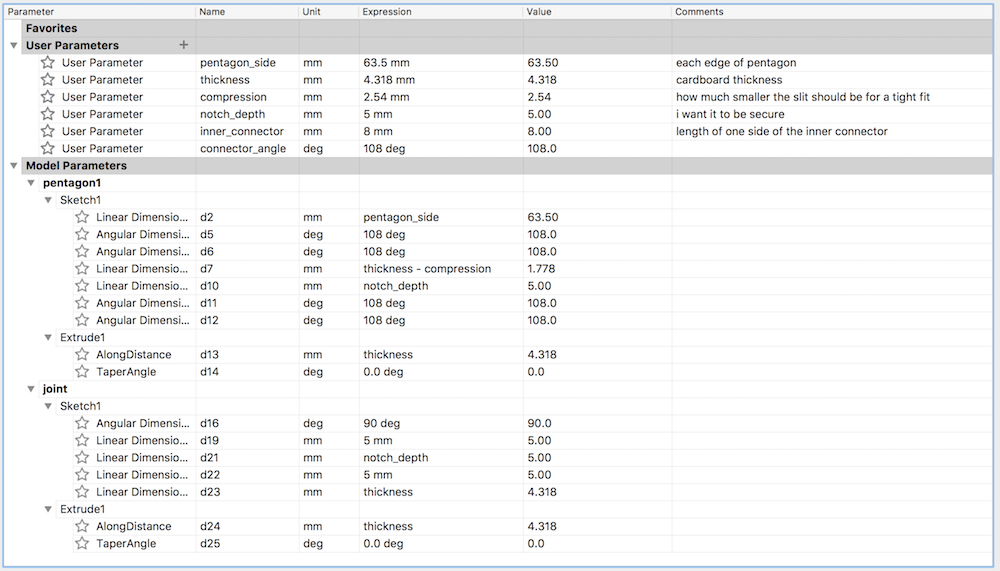 Parameter Name Unit Expression Value Comments
Favorites
User Parameters +
User Parameter pentagon_side mm 63.5 mm 63.50 each edge of pentagon
User Parameter thickness mm 4.318 mm 4.318 cardboard thickness
User Parameter compression mm 2.54 mm 2.54 how much smaller the slit should be for a tight fit
User Parameter notch_depth mm 5 mm 5.00 i want it to be secure
User Parameter inner_connector mm 8 mm 8.00 length of one side of the inner connector
User Parameter connector_angle deg 108 deg 108.0
Model Parameters
pentagon1
Sketch1
Linear Dimensio... d2 mm pentagon_side 63.50
Angular Dimensi... d5 deg 108 deg 108.0
Angular Dimensi... d6 deg 108 deg 108.0
Linear Dimensio... d7 mm thickness - compression 1.778
Linear Dimensio... d10 mm notch_depth 5.00
Angular Dimensi... d11 deg 108 deg 108.0
Angular Dimensi... d12 deg 108 deg 108.0
Extrude1
AlongDistance d13 mm thickness 4.318
TaperAngle d14 deg 0.0 deg 0.0
joint
Sketch1
Angular Dimensi... d16 deg 90 deg 90.0
Linear Dimensio... d19 mm 5 mm 5.00
Linear Dimensio... d21 mm notch_depth 5.00
Linear Dimensio... d22 mm 5 mm 5.00
Linear Dimensio... d23 mm thickness 4.318
Extrude1
AlongDistance d24 mm thickness 4.318
TaperAngle d25 deg 0.0 deg 0.0